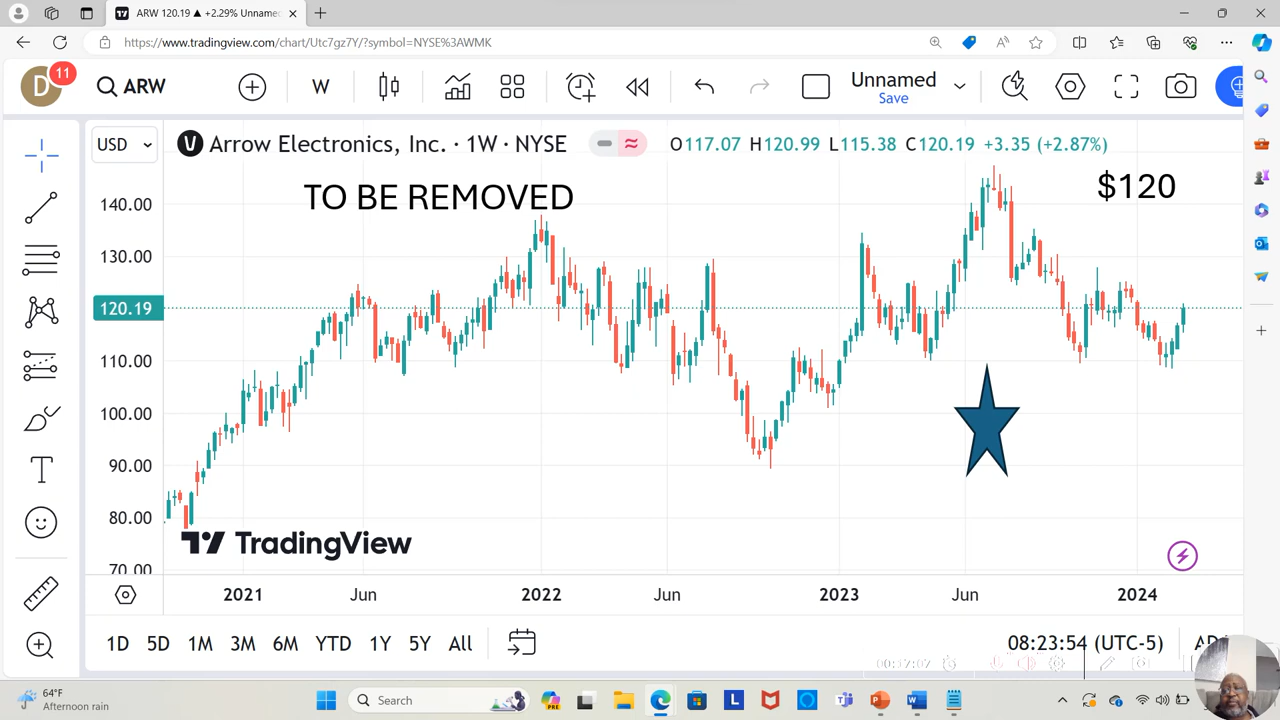 ARW 120.19 ▲ +2.29% Unname
https://www.tradingview.com/chart/Utc7gz7Y/?symbol=NYSE%3AWMK
D
11
ARW
W
Unnamed
Save
USD
Arrow Electronics, Inc. · 1W · NYSE
O117.07 H120.99 L115.38 C120.19 +3.35 (+2.87%)
TO BE REMOVED
$120
140.00
130.00
120.19
110.00
100.00
90.00
80.00
70.00
TradingView
2021
Jun
2022
Jun
2023
Jun
2024
1D 5D 1M 3M 6M YTD 1Y 5Y All
08:23:54 (UTC-5)
00:17:07
64°F
Afternoon rain
Search